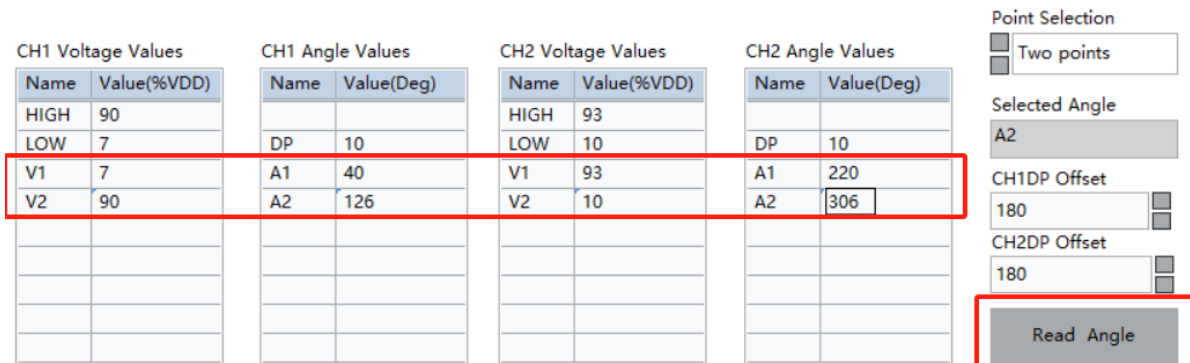 Point Selection
Two points
CH1 Voltage Values CH1 Angle Values CH2 Voltage Values CH2 Angle Values
Name Value(%VDD) Name Value(Deg) Name Value(%VDD) Name Value(Deg)
HIGH 90 HIGH 93
Selected Angle
A2
LOW 7 DP 10 LOW 10 DP 10
V1 7 A1 40 V1 93 A1 220
V2 90 A2 126 V2 10 A2 306
CH1DP Offset
180
CH2DP Offset
180
Read Angle